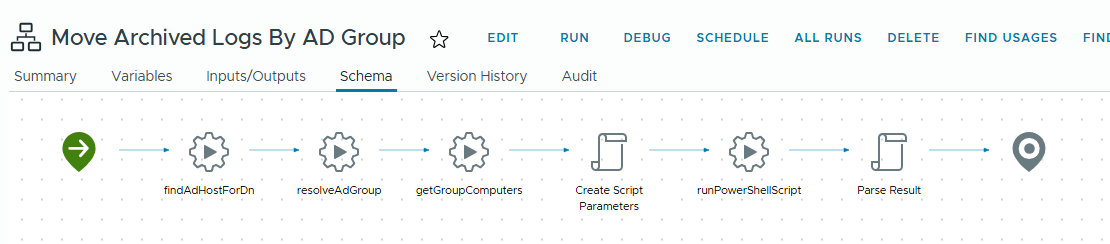 Move Archived Logs By AD Group
EDIT RUN DEBUG SCHEDULE ALL RUNS DELETE FIND USAGES FIND
Summary Variables Inputs/Outputs Schema Version History Audit
findAdHostForDn resolveAdGroup getGroupComputers Create Script Parameters runPowerShellScript Parse Result